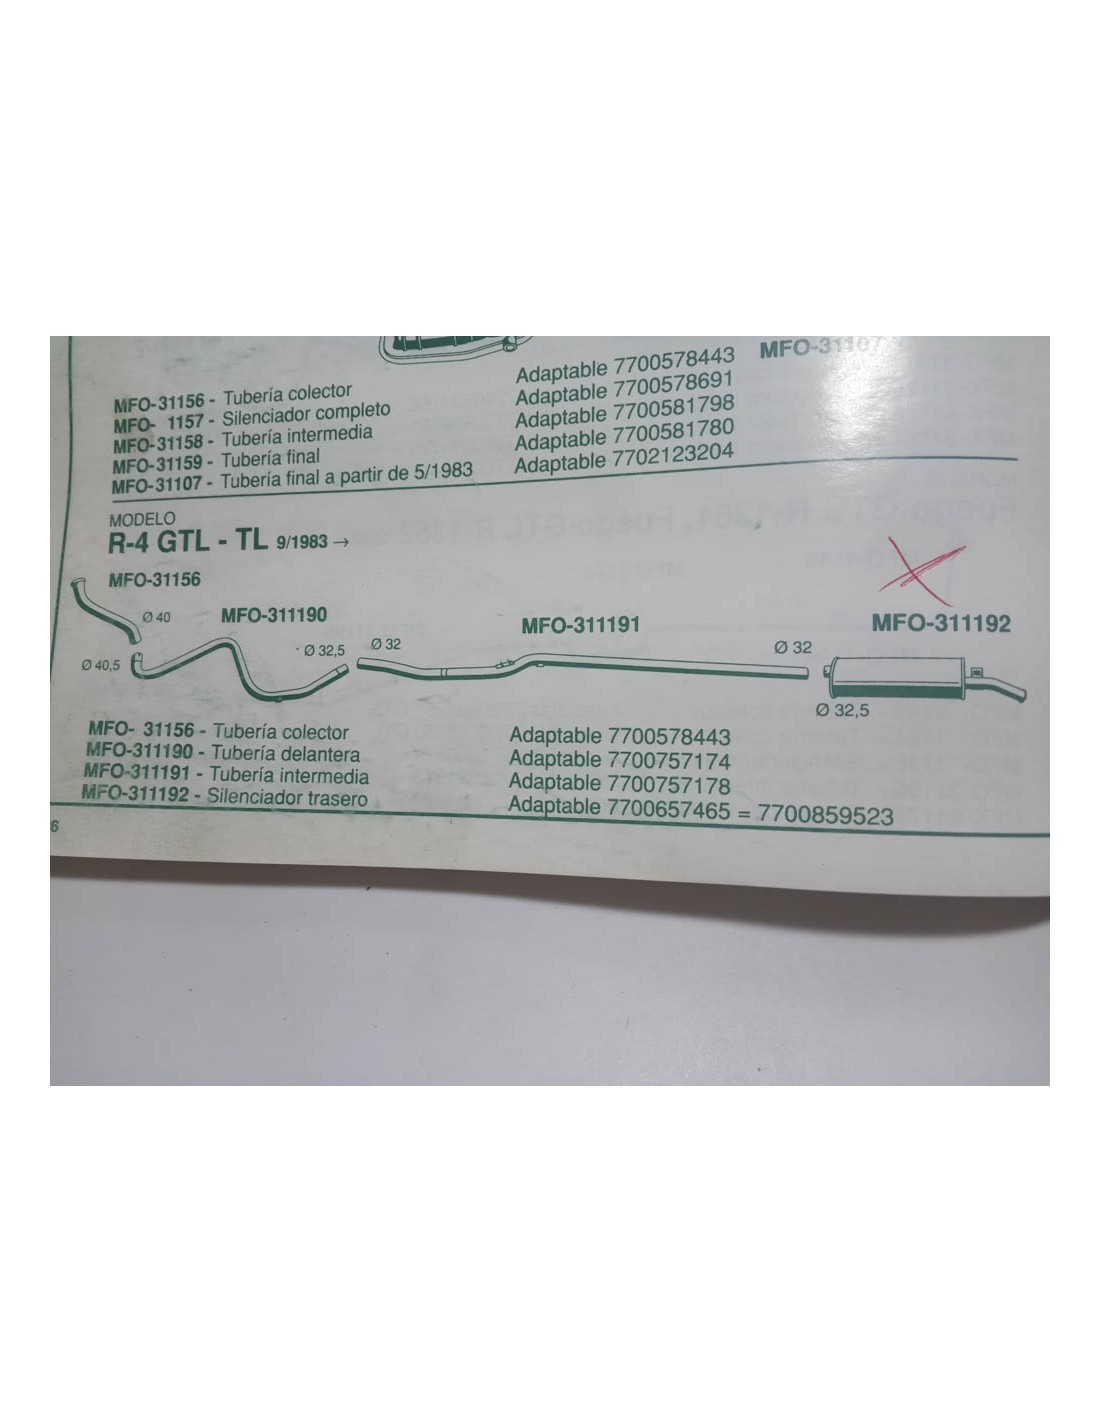 MFO-31107
MFO-31156 - Tubería colector Adaptable 7700578443
MFO- 1157 - Silenciador completo Adaptable 7700578691
MFO-31158 - Tubería intermedia Adaptable 7700581798
MFO-31159 - Tubería final Adaptable 7700581780
MFO-31107 - Tubería final a partir de 5/1983 Adaptable 7702123204
MODELO
R-4 GTL - TL 9/1983 →
MFO-31156
MFO-311190
MFO-311191
MFO-311192
Ø 40
Ø 40,5
Ø 32,5
Ø 32
Ø 32
Ø 32,5
MFO- 31156 - Tubería colector Adaptable 7700578443
MFO-311190 - Tubería delantera Adaptable 7700757174
MFO-311191 - Tubería intermedia Adaptable 7700757178
MFO-311192 - Silenciador trasero Adaptable 7700657465 = 7700859523
6